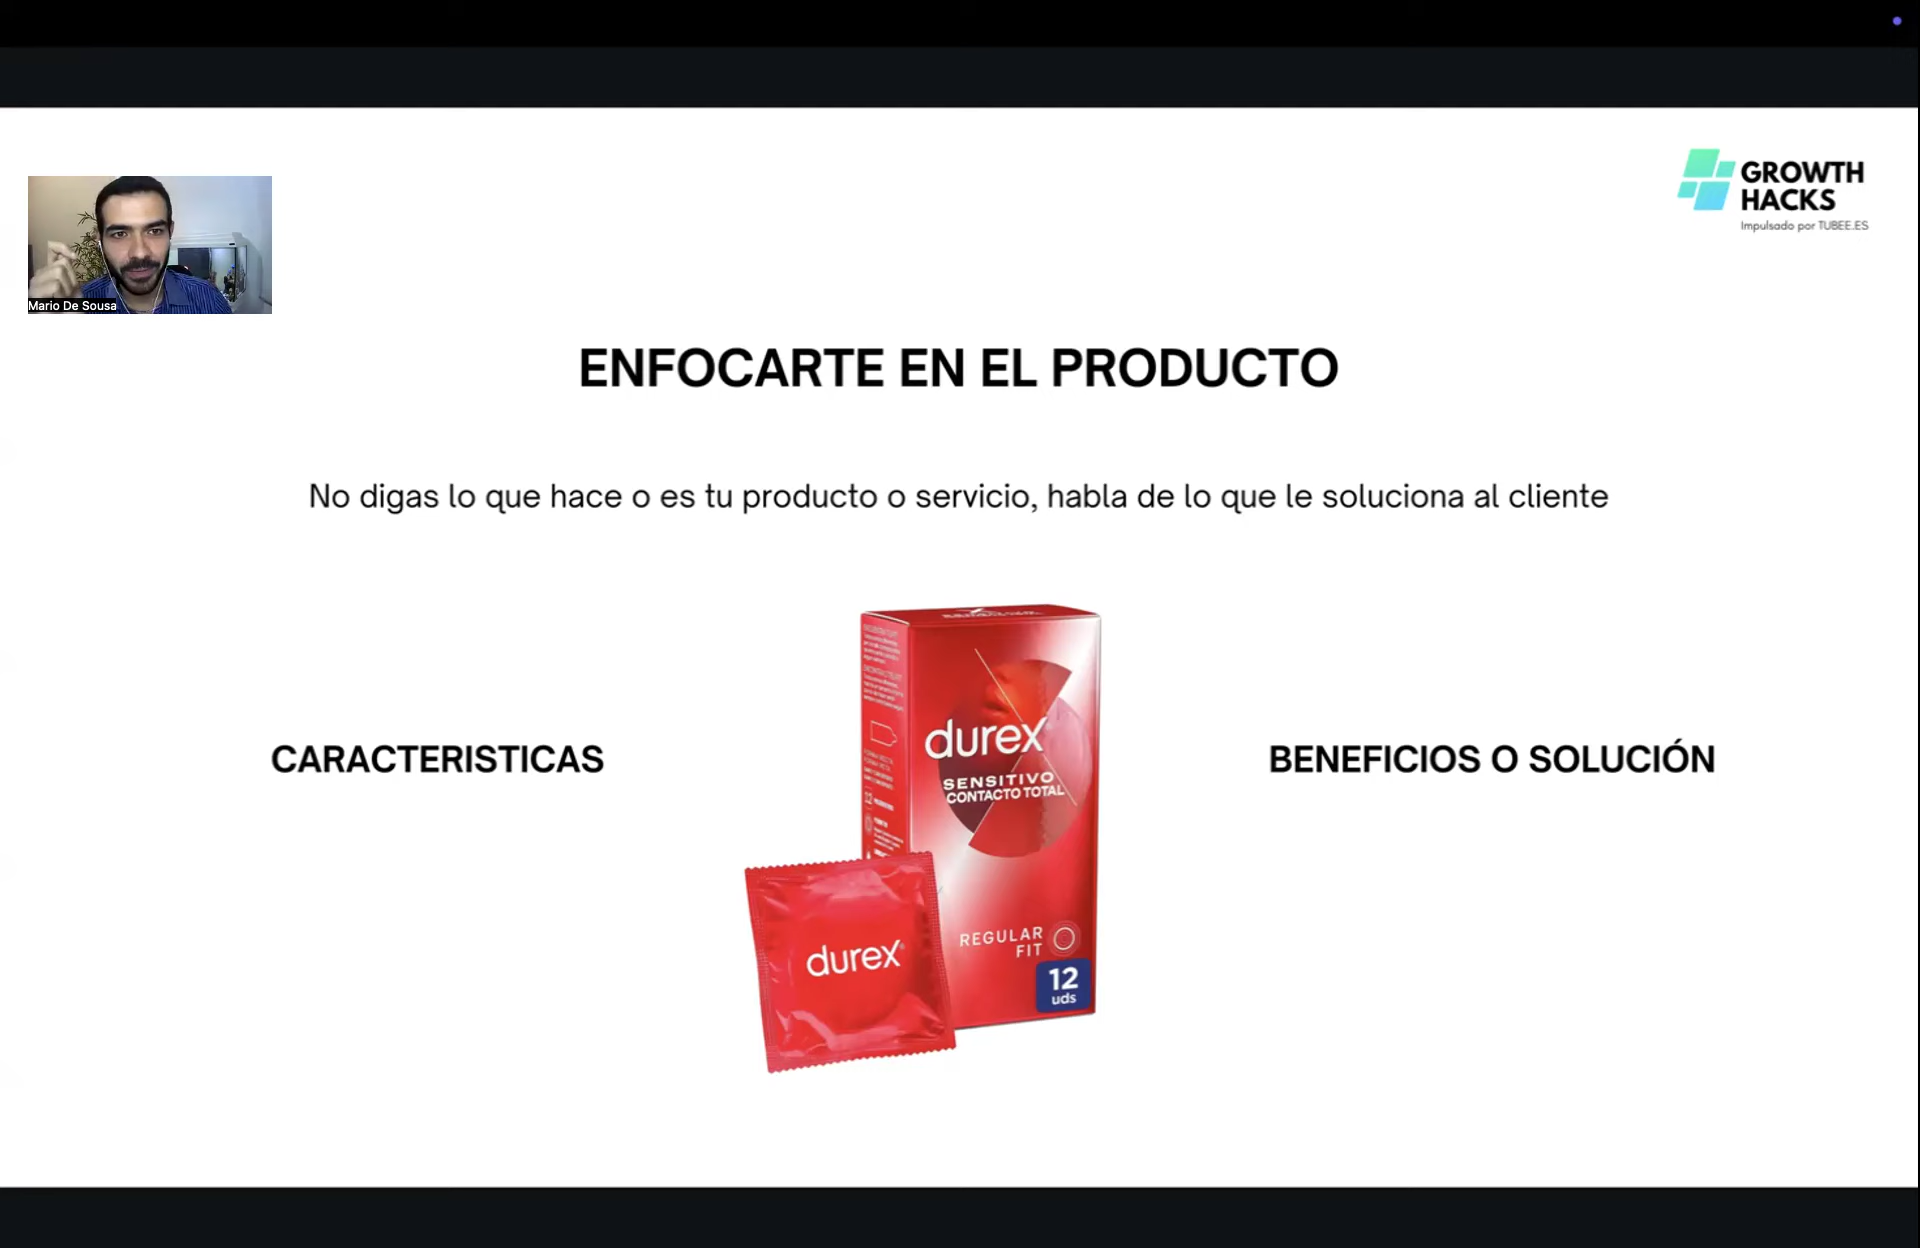 GROWTH
HACKS
Impulsado por TUBEE.ES
Mario De Sousa
ENFOCARTE EN EL PRODUCTO
No digas lo que hace o es tu producto o servicio, habla de lo que le soluciona al cliente
CARACTERISTICAS
BENEFICIOS O SOLUCIÓN
durex
SENSITIVO
CONTACTO TOTAL
REGULAR
FIT
12
uds
durex